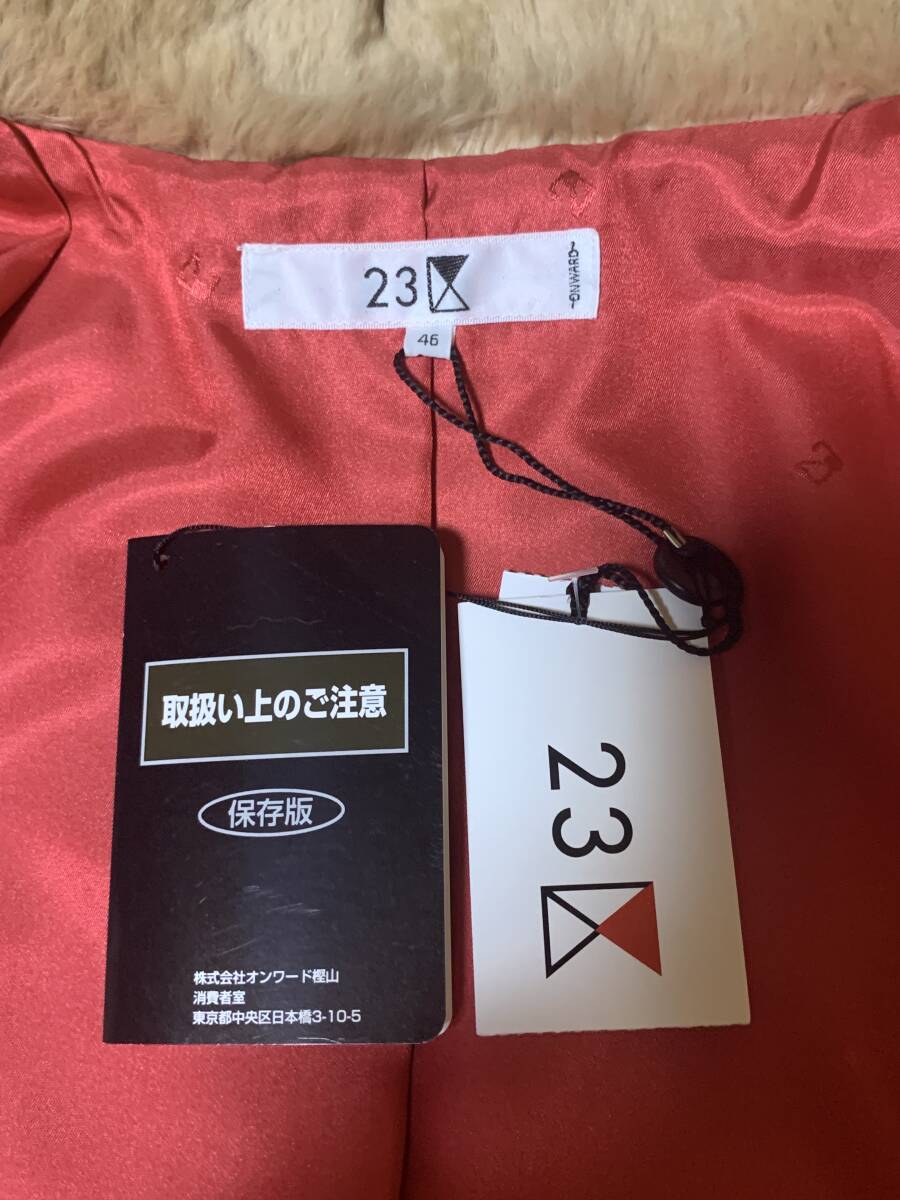 23
ONWARD
46
取扱い上のご注意
保存版
株式会社オンワード樫山
消費者室
東京都中央区日本橋3-10-5
23